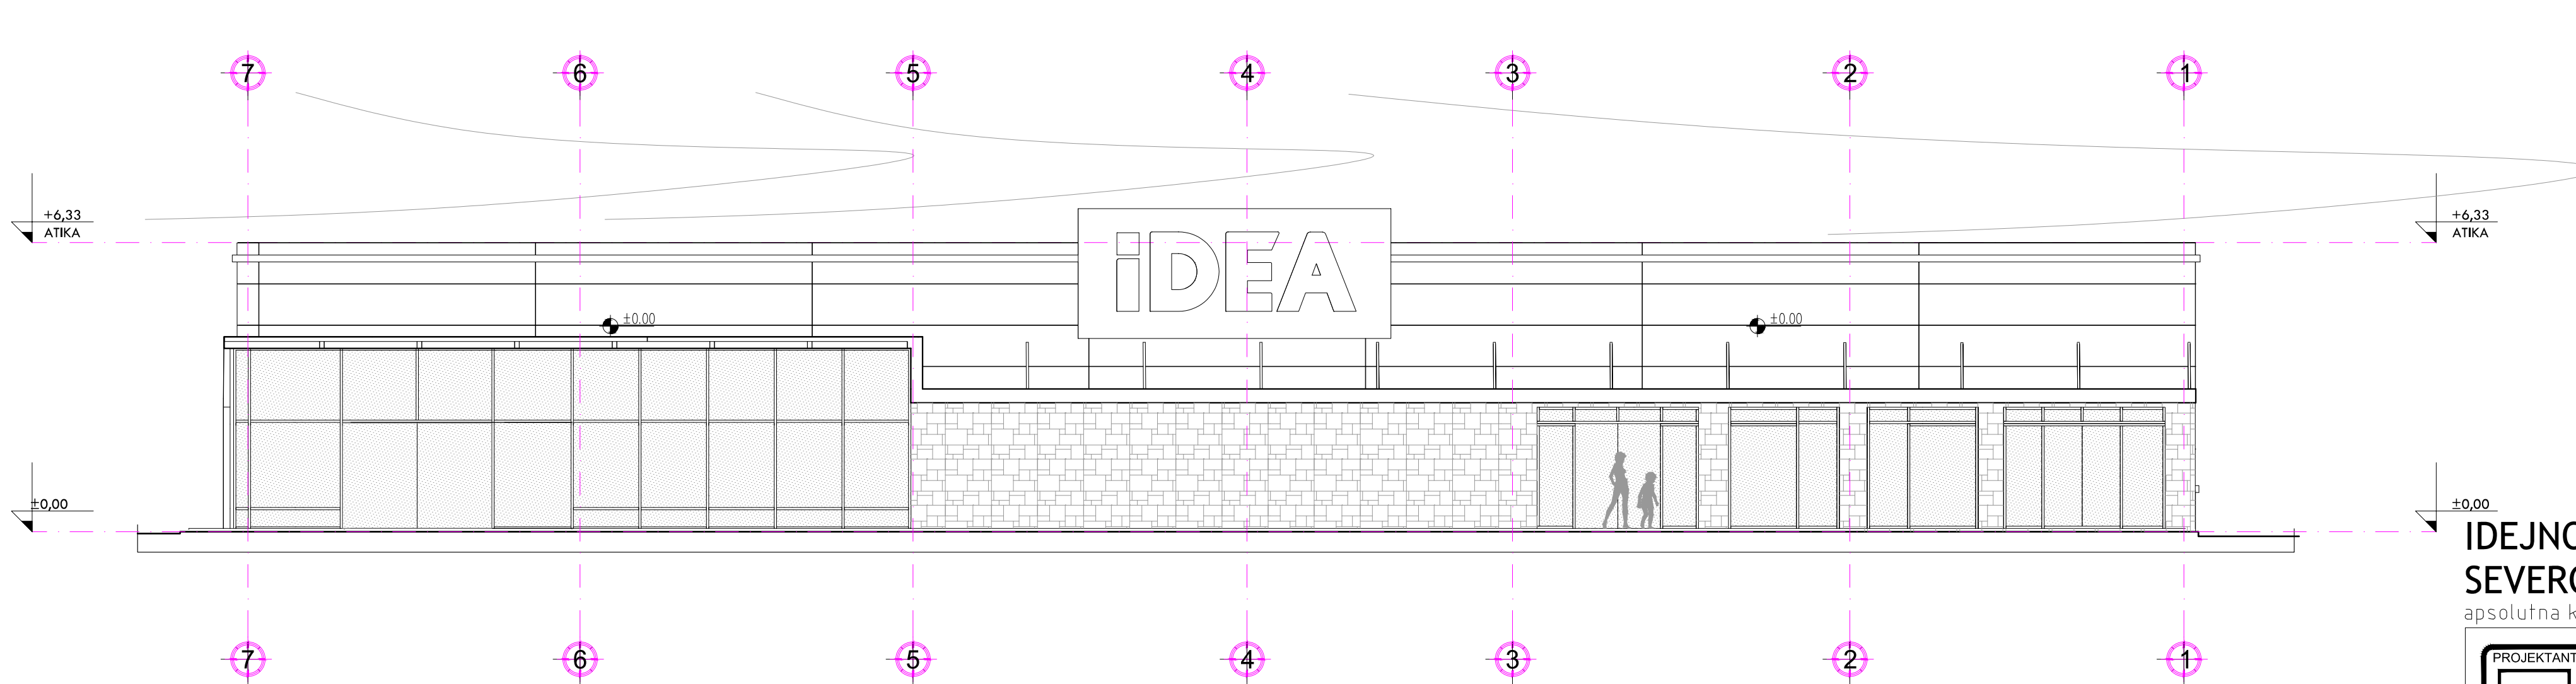 7 6 5 4 3 2 1
+6,33
ATIKA
+6,33
ATIKA
iDEA
±0.00
±0.00
±0,00
±0,00
IDEJNO
apsolutna
PROJEKTANT
7 6 5 4 3 2 1